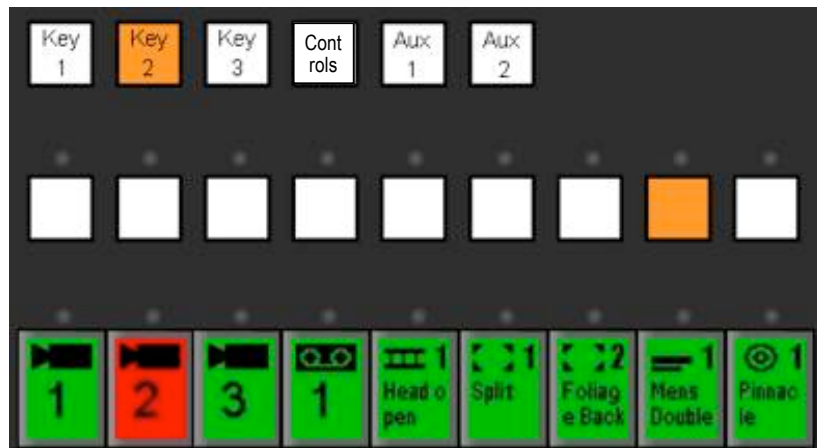 Key 1
Key 2
Key 3
Cont rols
Aux 1
Aux 2
1
2
3
1
1 Head o pen
1 Split
2 Foliag e Back
1 Mens Double
1 Pinnac le